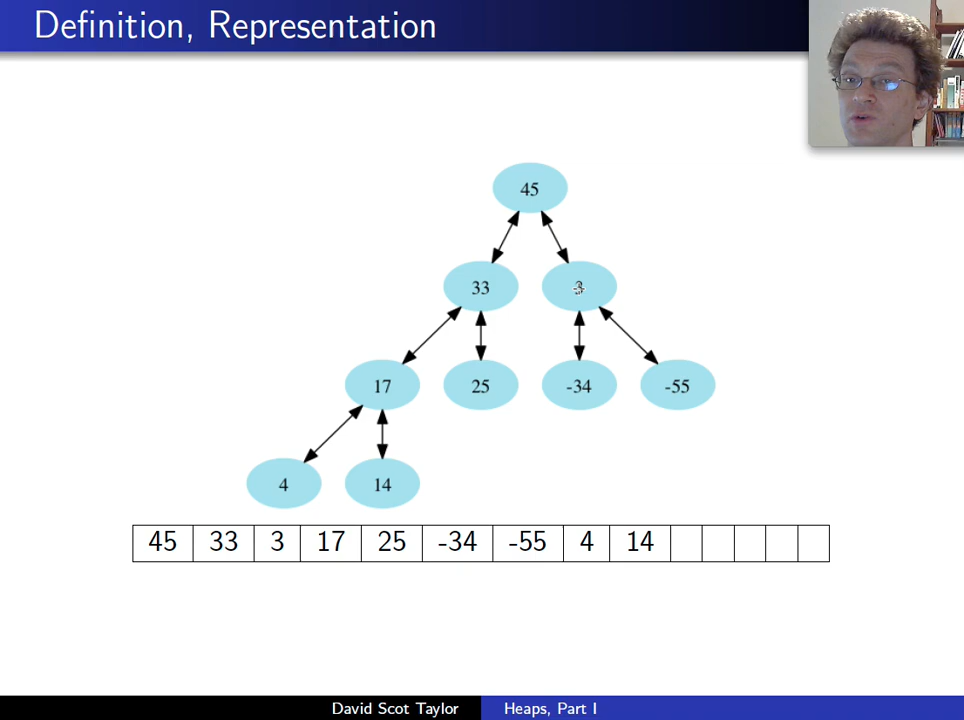 Definition, Representation
45
33 3
17 25 -34 -55
4 14
45 33 3 17 25 -34 -55 4 14
David Scot Taylor Heaps, Part I